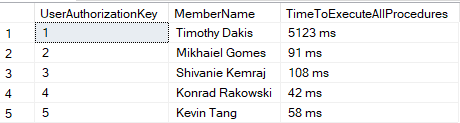 UserAuthorizationKey MemberName TimeToExecuteAllProcedures
1 1 Timothy Dakis 5123 ms
2 2 Mikhaiel Gomes 91 ms
3 3 Shivanie Kemraj 108 ms
4 4 Konrad Rakowski 42 ms
5 5 Kevin Tang 58 ms